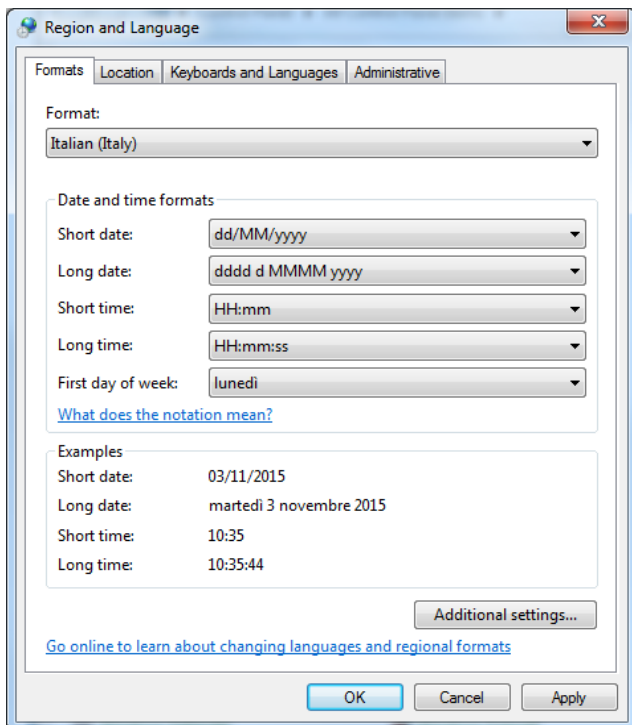 Region and Language
Formats Location Keyboards and Languages Administrative
Format:
Italian (Italy)
Date and time formats
Short date: dd/MM/yyyy
Long date: dddd d MMMM yyyy
Short time: HH:mm
Long time: HH:mm:ss
First day of week: lunedì
What does the notation mean?
Examples
Short date: 03/11/2015
Long date: martedì 3 novembre 2015
Short time: 10:35
Long time: 10:35:44
Additional settings...
Go online to learn about changing languages and regional formats
OK Cancel Apply